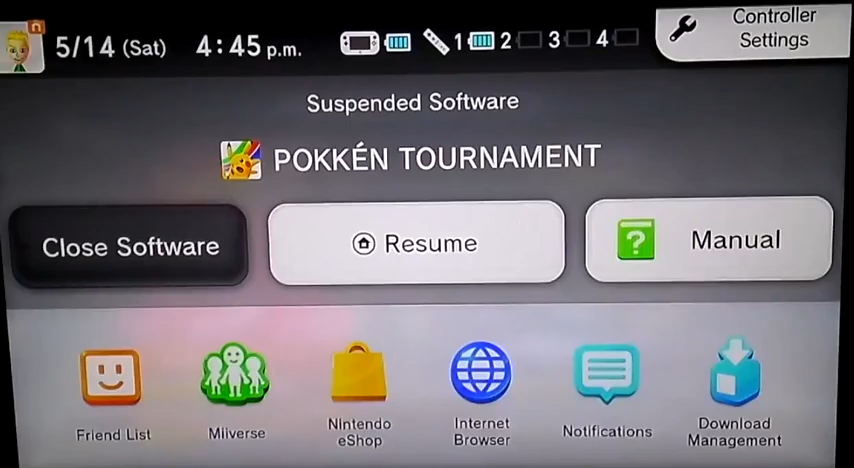 n
5/14 (Sat) 4:45 p.m. 1 2 3 4
Controller
Settings
Suspended Software
POKKÉN TOURNAMENT
Close Software
Resume
? Manual
Friend List
Miiverse
Nintendo
eShop
Internet
Browser
Notifications
Download
Management